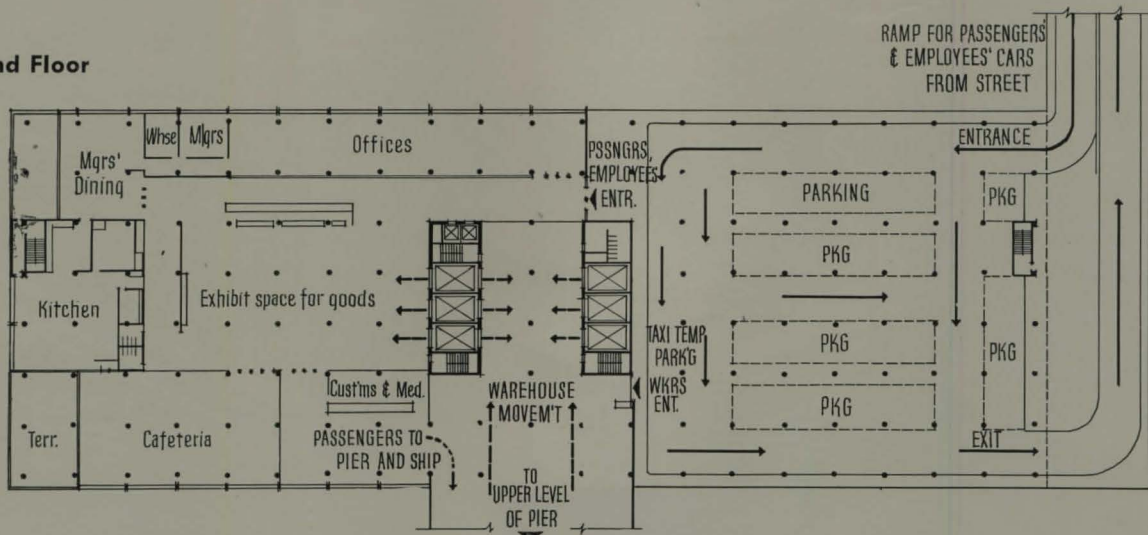 nd Floor
RAMP FOR PASSENGERS'
& EMPLOYEES' CARS
FROM STREET
Mgrs'
Dining
Whse
M'grs
Offices
PSSNGRS,
EMPLOYEES
ENTR.
ENTRANCE
PARKING
PKG
PKG
Kitchen
Exhibit space for goods
TAXI TEMP
PARK'G
PKG
PKG
WKRS
ENT.
PKG
Terr.
Cafeteria
Cust'ms & Med.
WAREHOUSE
MOVEM'T
PASSENGERS TO
PIER AND SHIP
EXIT
TO
UPPER LEVEL
OF PIER